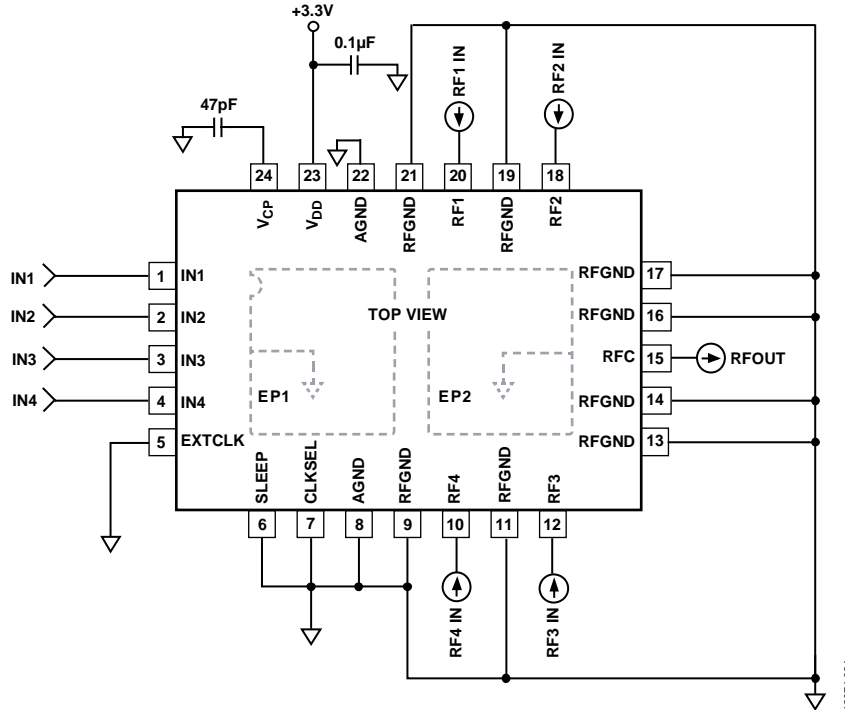 +3.3V
0.1µF
47pF
RF1 IN
RF2 IN
24 23 22 21 20 19 18
VCP VDD AGND RFGND RF1 RFGND RF2
IN1 1 IN1 RFGND 17
IN2 2 IN2 TOP VIEW RFGND 16
IN3 3 IN3 RFC 15 RFOUT
IN4 4 IN4 EP1 EP2 RFGND 14
5 EXTCLK RFGND 13
SLEEP CLKSEL AGND RFGND RF4 RFGND RF3
6 7 8 9 10 11 12
RF4 IN
RF3 IN